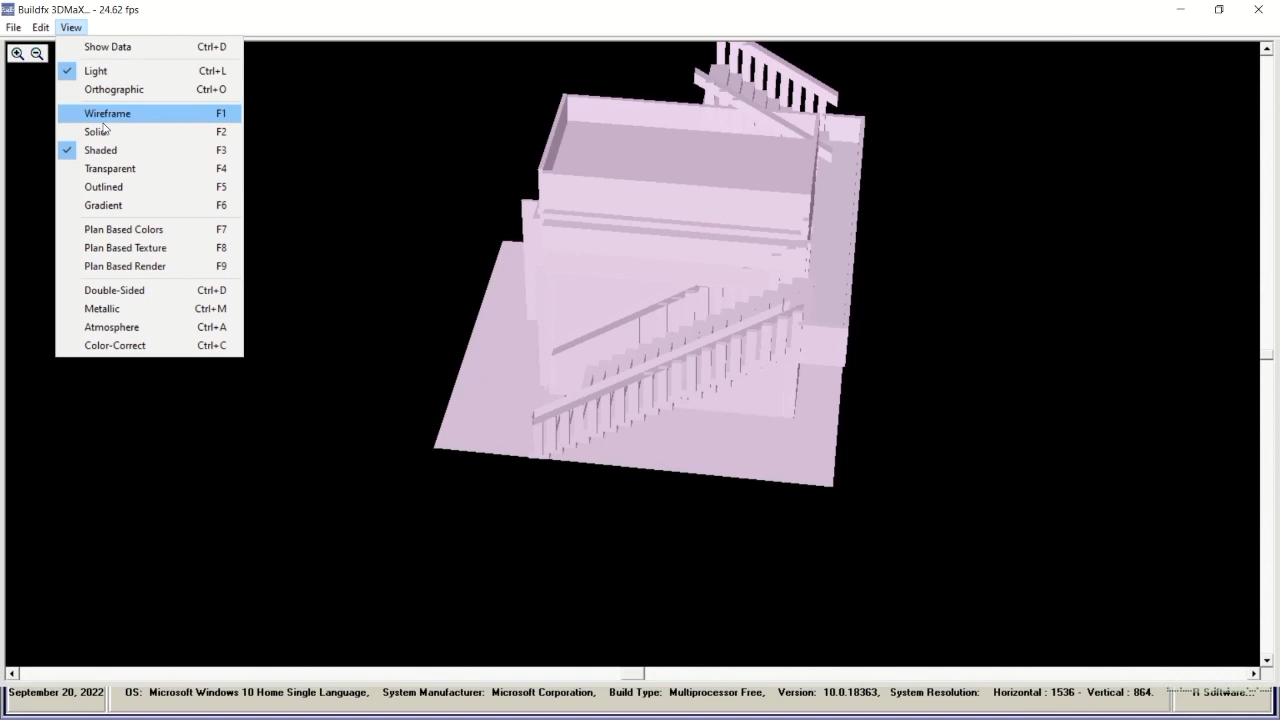 Buildfx 3DMaX... - 24.62 fps
File Edit View
Show Data Ctrl+D
Light Ctrl+L
Orthographic Ctrl+O
Wireframe F1
Solid F2
Shaded F3
Transparent F4
Outlined F5
Gradient F6
Plan Based Colors F7
Plan Based Texture F8
Plan Based Render F9
Double-Sided Ctrl+D
Metallic Ctrl+M
Atmosphere Ctrl+A
Color-Correct Ctrl+C
September 20, 2022 OS: Microsoft Windows 10 Home Single Language, System Manufacturer: Microsoft Corporation, Build Type: Multiprocessor Free, Version: 10.0.18363, System Resolution: Horizontal : 1536 - Vertical : 864.